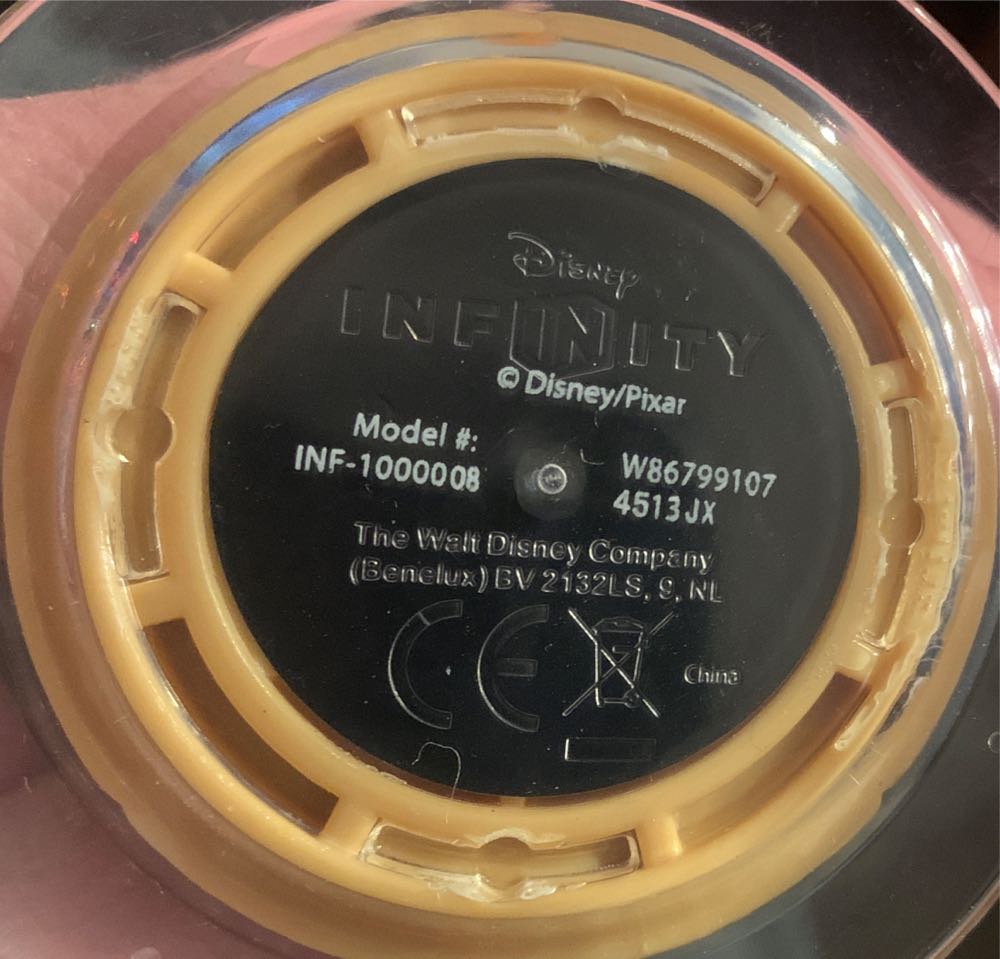 Disney
INFINITY
© Disney/Pixar
Model #:
INF-1000008
W86799107
4513JX
The Walt Disney Company
(Benelux) BV 2132LS, 9, NL
CE
China